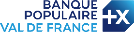 BANQUE
POPULAIRE
VAL DE FRANCE
+X